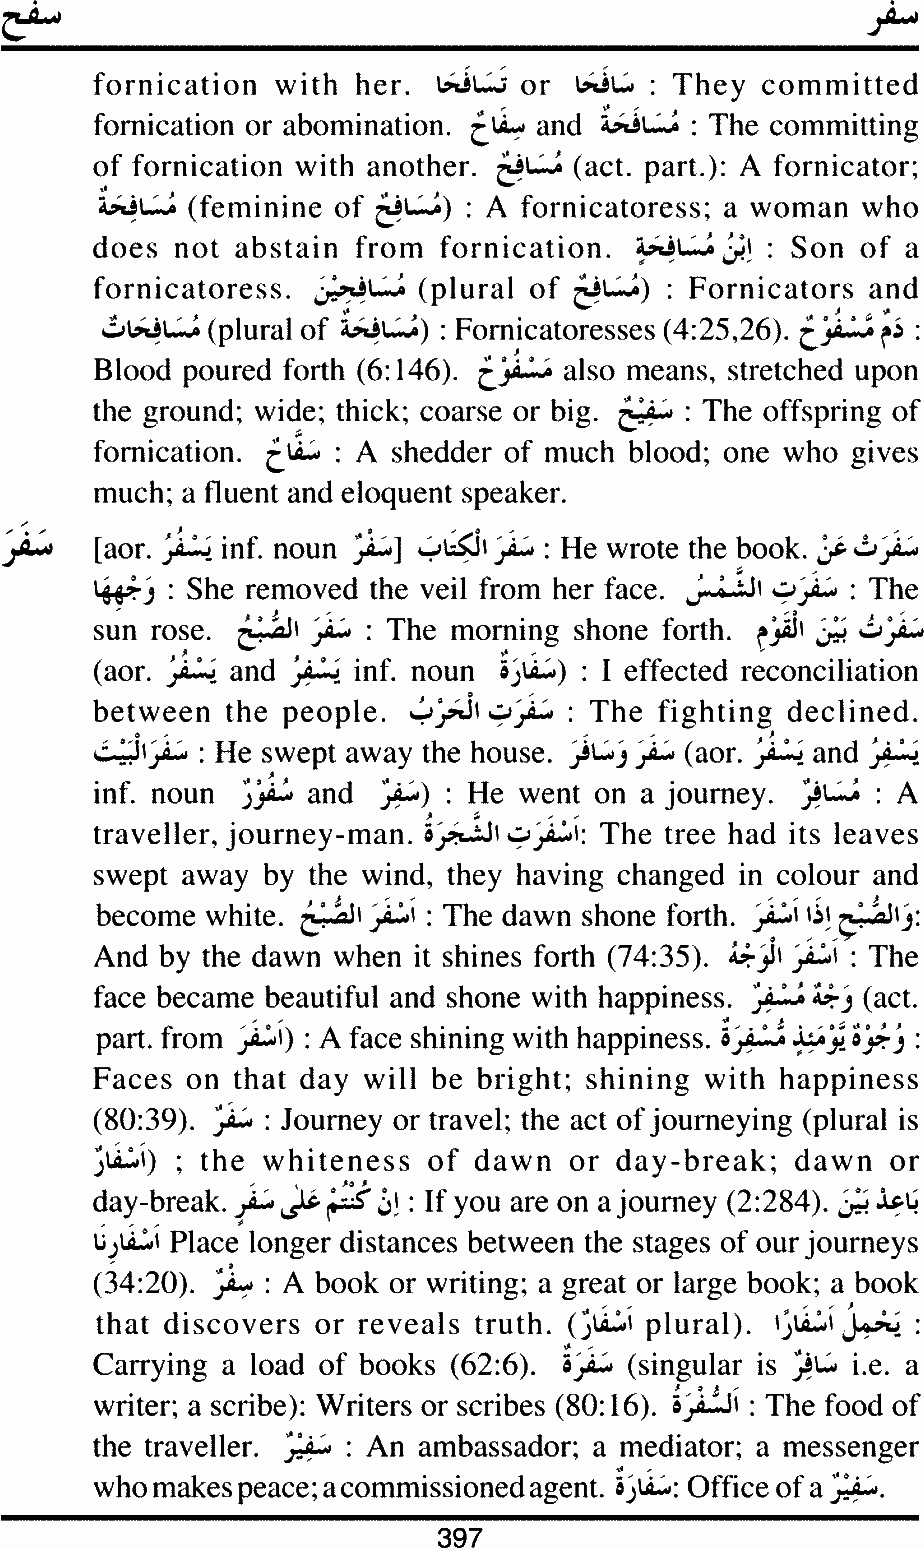 سفح سفر
fornication with her. تَسَافَحَا or سَافَحَا : They committed
fornication or abomination. سِفَاحٌ and مُسَافَحَةٌ : The committing
of fornication with another. مُسَافِحٌ (act. part.): A fornicator;
مُسَافِحَةٌ (feminine of مُسَافِحٌ) : A fornicatoress; a woman who
does not abstain from fornication. اِبْنُ مُسَافِحَةٍ : Son of a
fornicatoress. مُسَافِحِيْنَ (plural of مُسَافِحٌ) : Fornicators and
مُسَافِحَاتٌ (plural of مُسَافِحَةٌ) : Fornicatoresses (4:25,26). دَمٌ مَسْفُوْحٌ :
Blood poured forth (6:146). مَسْفُوْحٌ also means, stretched upon
the ground; wide; thick; coarse or big. سَفِيْحٌ : The offspring of
fornication. سَفَّاحٌ : A shedder of much blood; one who gives
much; a fluent and eloquent speaker.
سَفَرَ [aor. يَسْفُرُ inf. noun سَفْرٌ] سَفَرَ الْكِتَابَ : He wrote the book. سَفَرَتْ عَنْ
وَجْهِهَا : She removed the veil from her face. سَفَرَتِ الشَّمْسُ : The
sun rose. سَفَرَ الصُّبْحُ : The morning shone forth. سَفَرْتُ بَيْنَ الْقَوْمِ
(aor. يَسْفُرُ and يَسْفِرُ inf. noun سَفَارَةٌ) : I effected reconciliation
between the people. سَفَرَتِ الْحَرْبُ : The fighting declined.
سَفَرَ الْبَيْتَ : He swept away the house. سَفَرَ وَسَافَرَ (aor. يَسْفُرُ and يَسْفِرُ
inf. noun سُفُوْرٌ and سَفِرٌ) : He went on a journey. مُسَافِرٌ : A
traveller, journey-man. اَسْفَرَتِ الشَّجَرَةُ: The tree had its leaves
swept away by the wind, they having changed in colour and
become white. اَسْفَرَ الصُّبْحُ : The dawn shone forth. وَالصُّبْحِ اِذَا اَسْفَرَ:
And by the dawn when it shines forth (74:35). اَسْفَرَ الْوَجْهُ : The
face became beautiful and shone with happiness. وَجْهٌ مُسْفِرٌ (act.
part. from اَسْفَرَ) : A face shining with happiness. وُجُوْهٌ يَّوْمَئِذٍ مُسْفِرَةٌ :
Faces on that day will be bright; shining with happiness
(80:39). سَفَرٌ : Journey or travel; the act of journeying (plural is
اَسْفَارٌ) ; the whiteness of dawn or day-break; dawn or
day-break. اِنْ كُنْتُمْ عَلٰى سَفَرٍ : If you are on a journey (2:284). بَاعِدْ بَيْنَ
اَسْفَارِنَا Place longer distances between the stages of our journeys
(34:20). سِفْرٌ : A book or writing; a great or large book; a book
that discovers or reveals truth. (اَسْفَارٌ plural). يَحْمِلُ اَسْفَارًا :
Carrying a load of books (62:6). سَفَرَةٌ (singular is سَافِرٌ i.e. a
writer; a scribe): Writers or scribes (80:16). اَلسَّفْرَةُ : The food of
the traveller. سَفِيْرٌ : An ambassador; a mediator; a messenger
who makes peace; a commissioned agent. سَفَارَةٌ: Office of a سَفِيْرٌ.
397